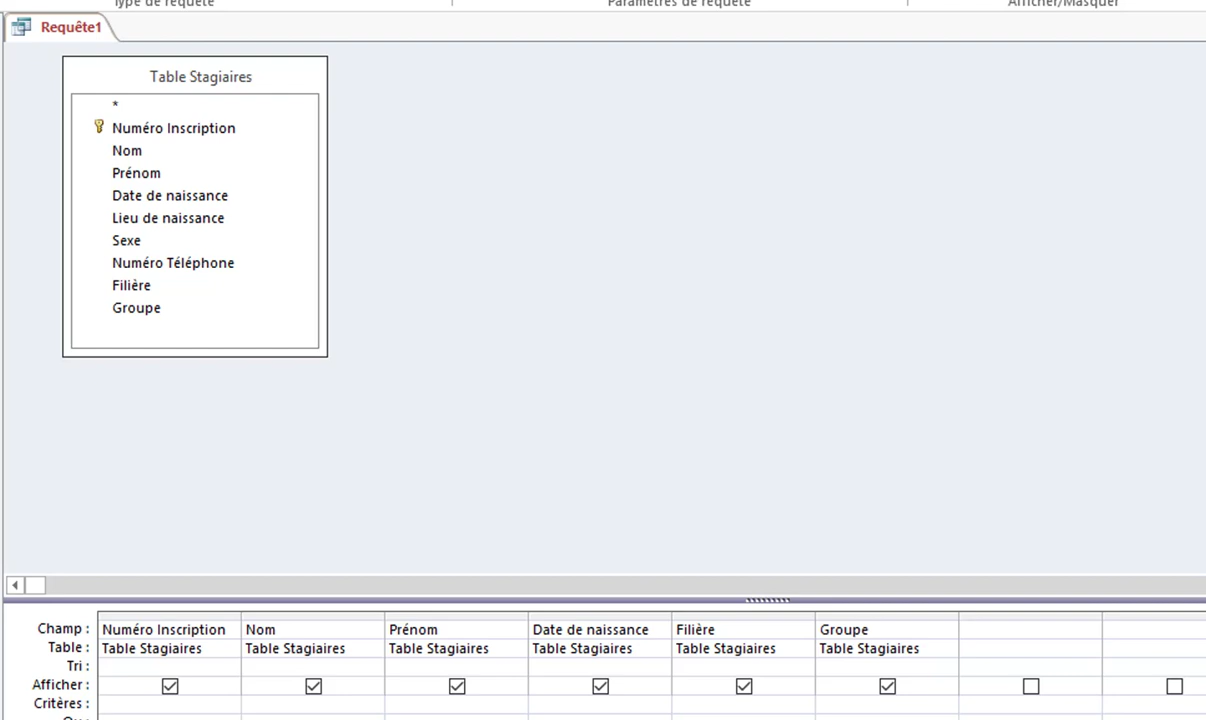 Type de requête Paramètres de requête Afficher/Masquer
Requête1
Table Stagiaires
*
Numéro Inscription
Nom
Prénom
Date de naissance
Lieu de naissance
Sexe
Numéro Téléphone
Filière
Groupe
Champ : Numéro Inscription Nom Prénom Date de naissance Filière Groupe
Table : Table Stagiaires Table Stagiaires Table Stagiaires Table Stagiaires Table Stagiaires Table Stagiaires
Tri :
Afficher :
Critères :
Ou :